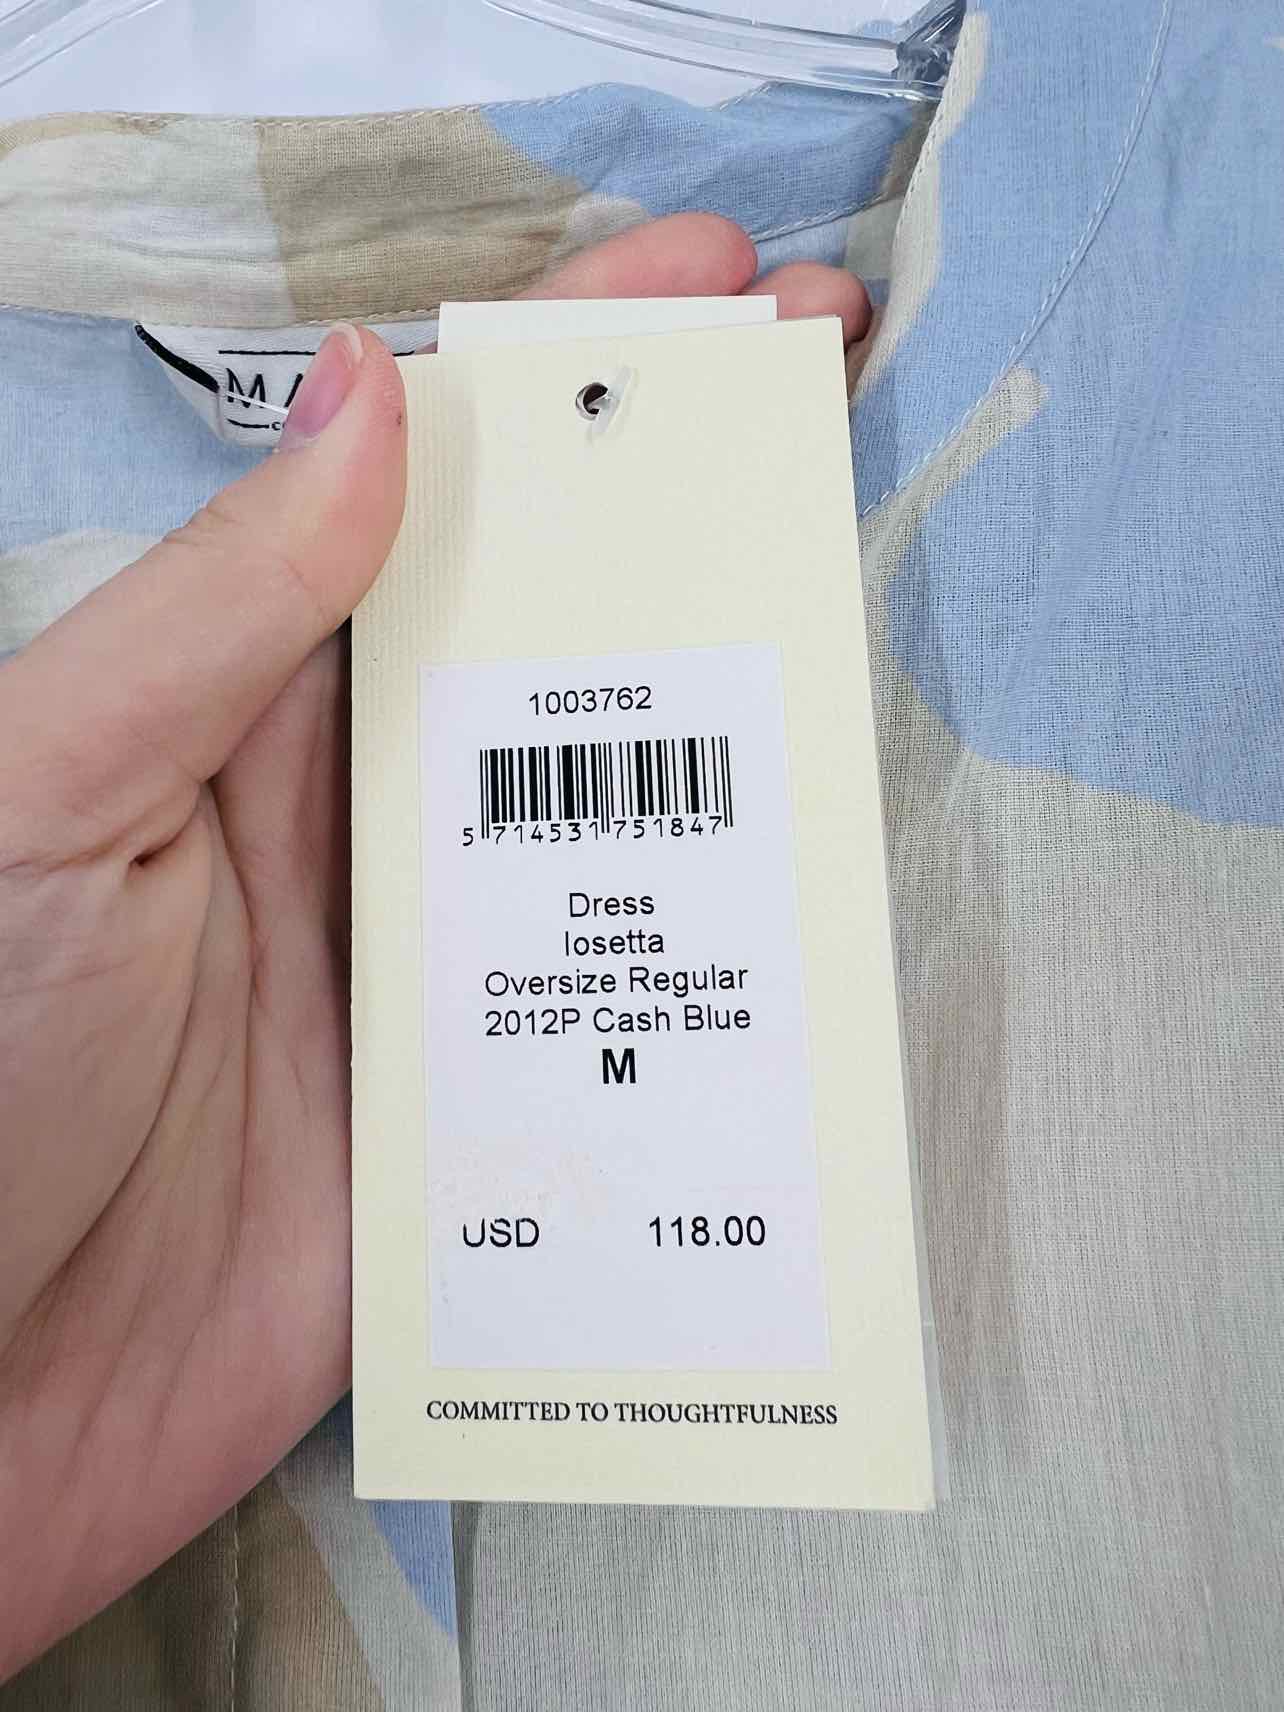 1003762
5 714531 751847
Dress
Iosetta
Oversize Regular
2012P Cash Blue
M
USD 118.00
COMMITTED TO THOUGHTFULNESS